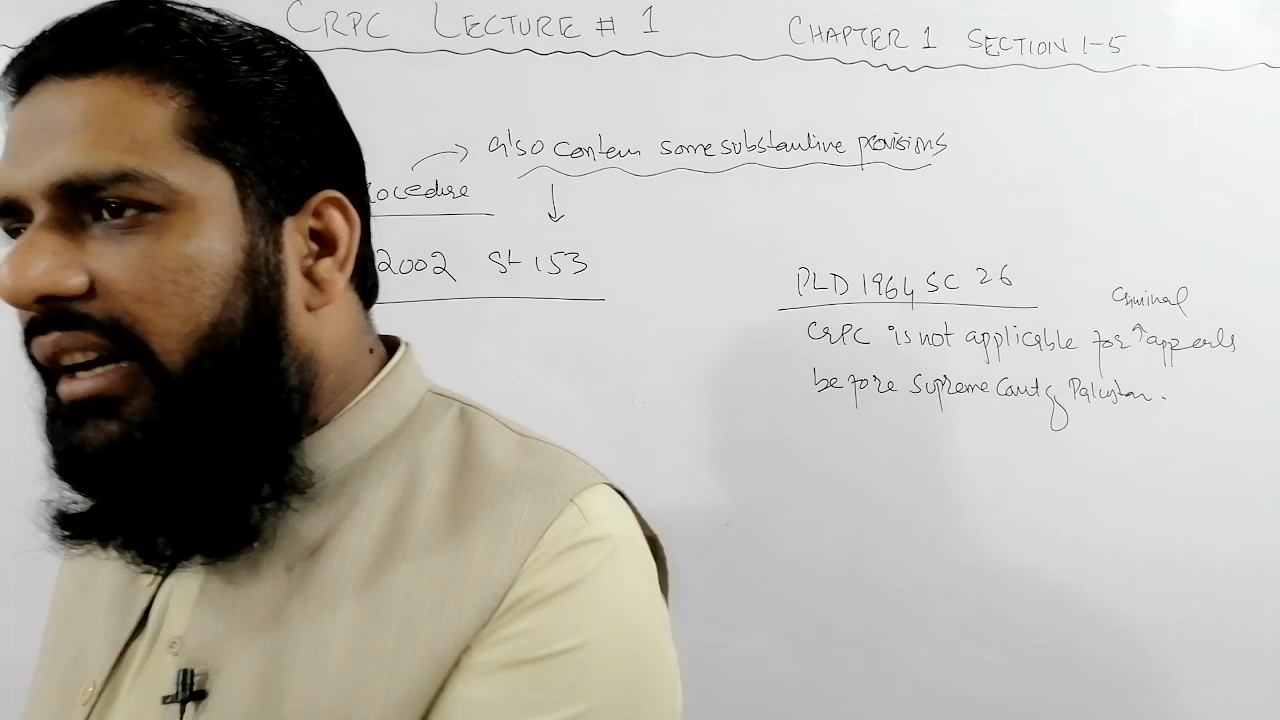 CRPC LECTURE # 1
CHAPTER 1 SECTION 1-5
also contain some substantive provisions
rocedure
2002 St 153
PLD 1964 SC 26
criminal
CRPC is not applicable for appeals
before Supreme Court of Pakistan.